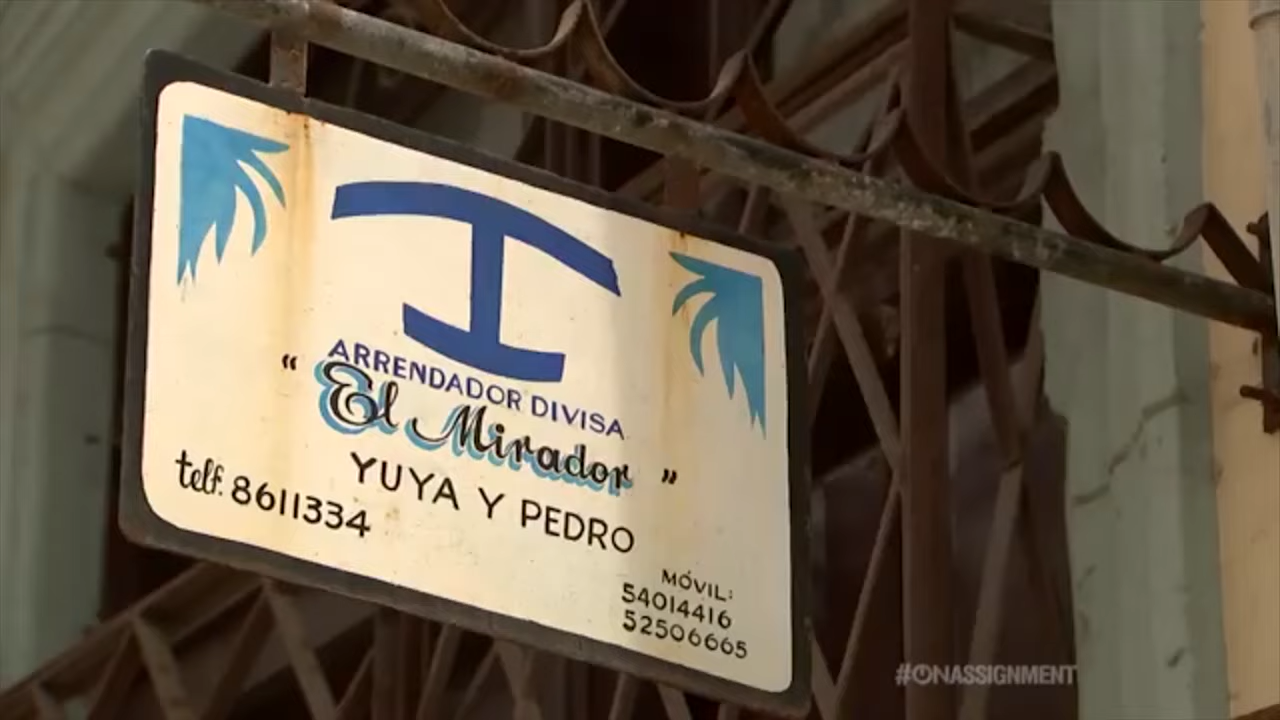 ARRENDADOR DIVISA
“El Mirador”
YUYA Y PEDRO
telf. 8611334
MÓVIL:
54014416
52506665
#ONASSIGNMENT